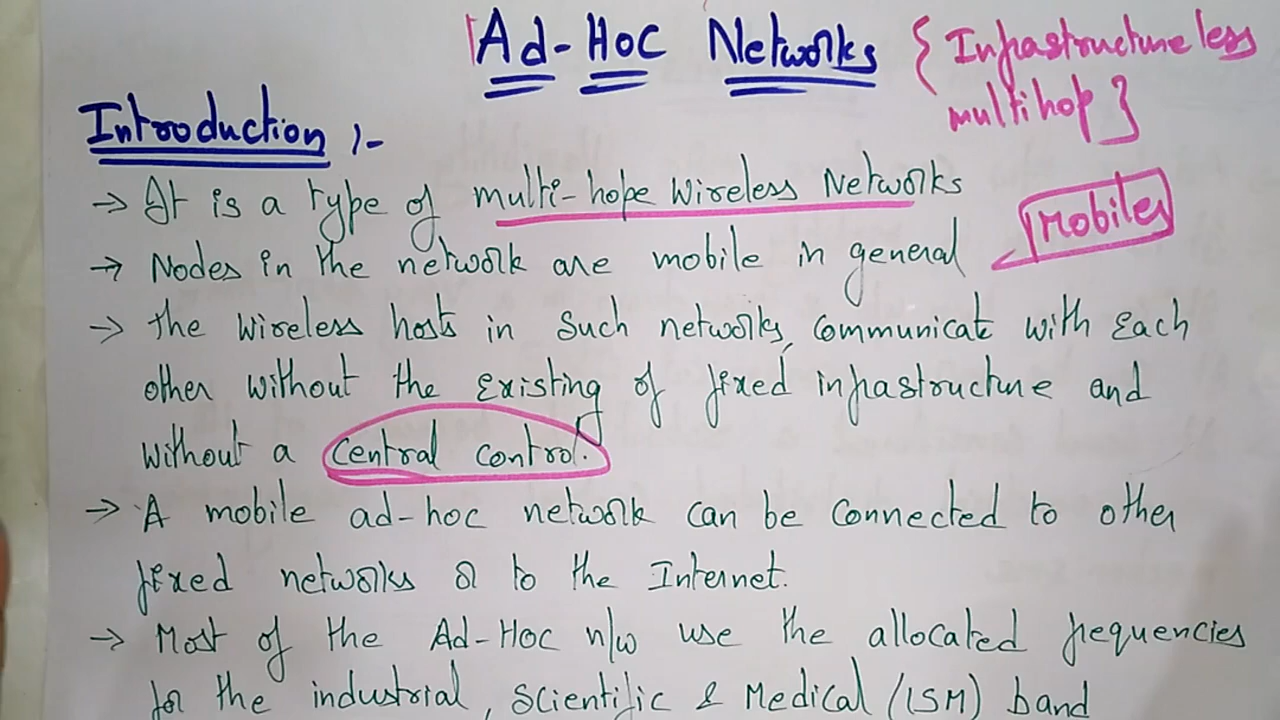 Ad-Hoc Networks { Infrastructureless
multihop }
Introduction :-
→ It is a type of multi-hope wireless Networks
Mobiles
→ Nodes in the network are mobile in general
→ the wireless hosts in such networks, communicate with each
other without the existing of fixed infrastructure and
without a central control.
→ A mobile ad-hoc network can be connected to other
fixed networks or to the Internet.
→ Most of the Ad-Hoc n/w use the allocated frequencies
for the industrial, scientific & Medical (ISM) band